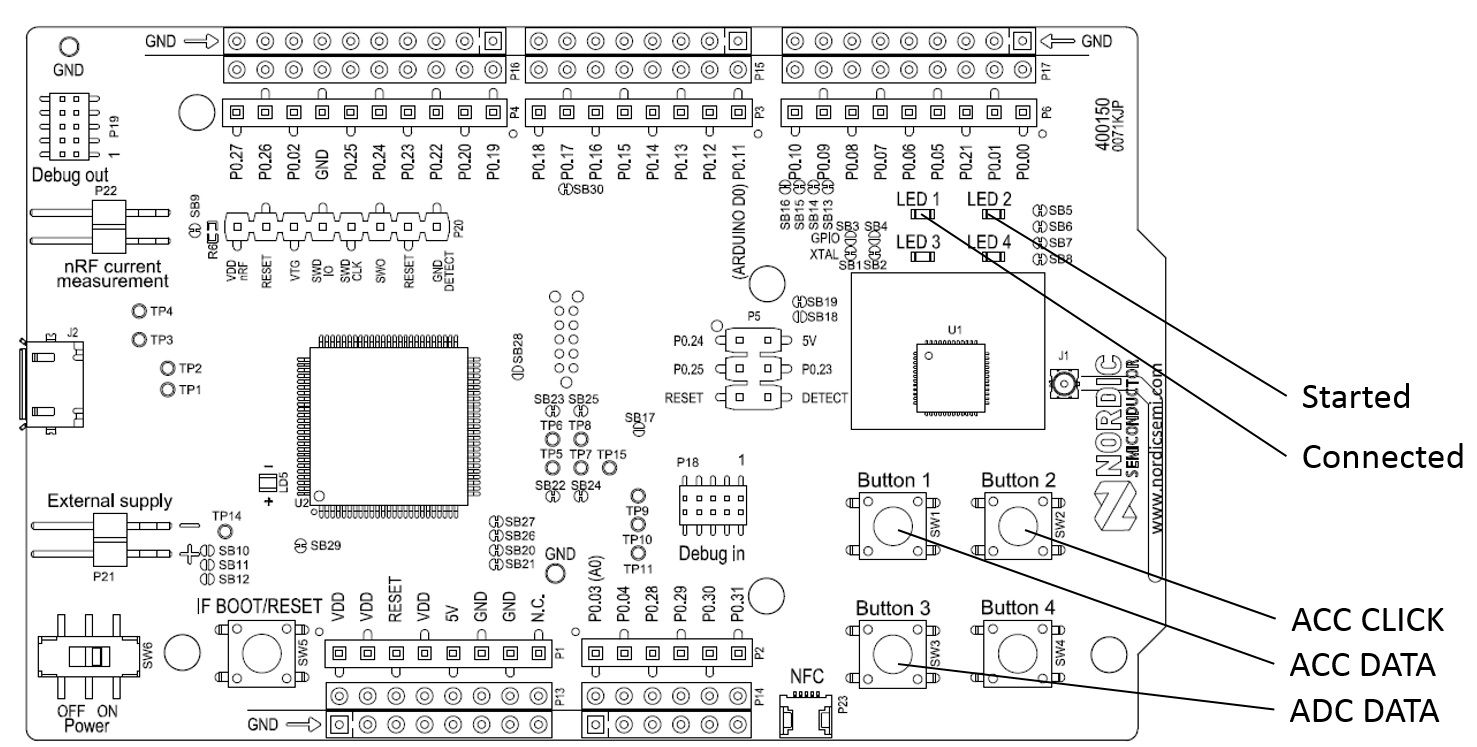 GND
GND
GND
P16
P15
P17
P19
1
Debug out
P4
P3
P6
400150
0071KJP
P0.27
P0.26
P0.02
GND
P0.25
P0.24
P0.23
P0.22
P0.20
P0.19
P0.18
P0.17
P0.16
P0.15
P0.14
P0.13
P0.12
P0.11
(ARDUINO D0)
P0.10
P0.09
P0.08
P0.07
P0.06
P0.05
P0.21
P0.01
P0.00
P22
SB30
SB9
R6
P20
nRF current
measurement
VDD
nRF
RESET
VTG
SWD
IO
SWD
CLK
SWO
RESET
GND
DETECT
SB16
SB15
SB14
SB13
SB3
SB4
GPIO
XTAL
SB1
SB2
LED 1
LED 2
LED 3
LED 4
SB5
SB6
SB7
SB8
TP4
TP3
TP2
TP1
J2
SB28
SB19
SB18
P5
P0.24
5V
P0.25
P0.23
RESET
DETECT
U1
J1
NORDIC
SEMICONDUCTOR
www.nordicsemi.com
Started
Connected
SB23
SB25
TP6
TP8
SB17
TP5
TP7
TP15
SB22
SB24
LD5
-
+
U2
P18
1
Debug in
TP9
TP10
TP11
External supply
P21
TP14
SB10
SB11
SB12
SB29
SB27
SB26
SB20
SB21
GND
Button 1
SW1
Button 2
SW2
Button 3
SW3
Button 4
SW4
ACC CLICK
ACC DATA
ADC DATA
IF BOOT/RESET
SW5
SW6
OFF ON
Power
VDD
VDD
RESET
VDD
5V
GND
GND
N.C.
P0.03 (A0)
P0.04
P0.28
P0.29
P0.30
P0.31
P1
P2
P13
P14
GND
NFC
P23